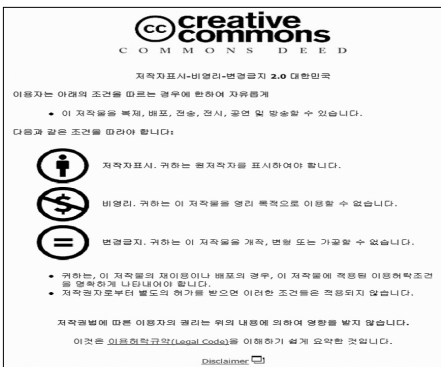 cc creative
commons
COMMONS DEED
저작자표시-비영리-변경금지 2.0 대한민국
이용자는 아래의 조건을 따르는 경우에 한하여 자유롭게
• 이 저작물을 복제, 배포, 전송, 전시, 공연 및 방송할 수 있습니다.
다음과 같은 조건을 따라야 합니다:
저작자표시. 귀하는 원저작자를 표시하여야 합니다.
비영리. 귀하는 이 저작물을 영리 목적으로 이용할 수 없습니다.
변경금지. 귀하는 이 저작물을 개작, 변형 또는 가공할 수 없습니다.
• 귀하는, 이 저작물의 재이용이나 배포의 경우, 이 저작물에 적용된 이용허락조건
을 명확하게 나타내어야 합니다.
• 저작권자로부터 별도의 허가를 받으면 이러한 조건들은 적용되지 않습니다.
저작권법에 따른 이용자의 권리는 위의 내용에 의하여 영향을 받지 않습니다.
이것은 이용허락규약(Legal Code)을 이해하기 쉽게 요약한 것입니다.
Disclaimer